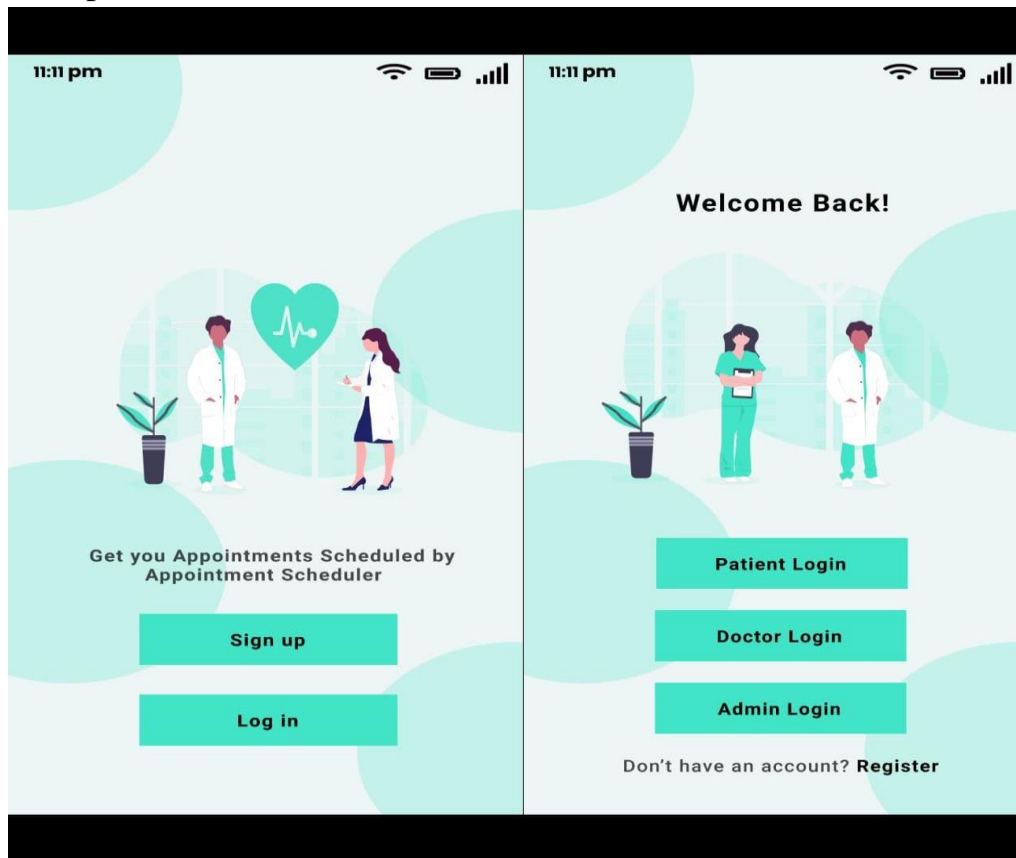 11:11 pm
Get you Appointments Scheduled by
Appointment Scheduler
Sign up
Log in
11:11 pm
Welcome Back!
Patient Login
Doctor Login
Admin Login
Don't have an account? Register